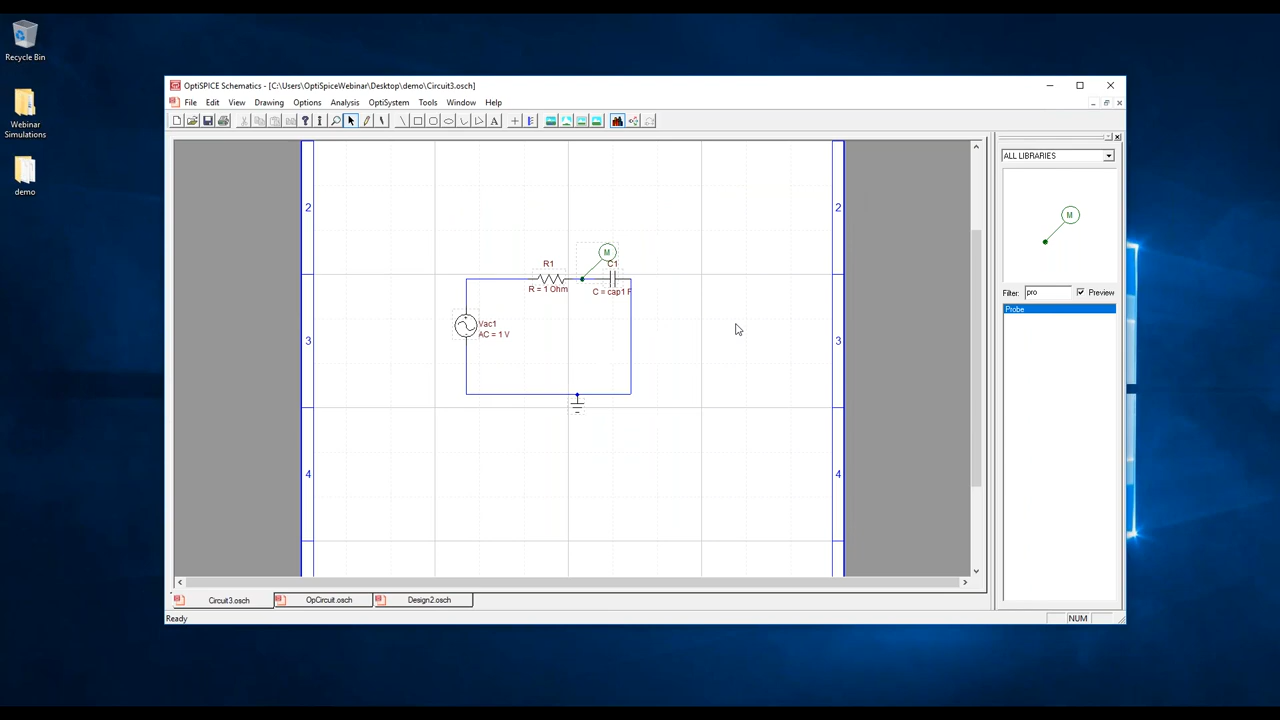 Recycle Bin
Webinar
Simulations
demo
OptiSPICE Schematics - [C:\Users\OptiSpiceWebinar\Desktop\demo\Circuit3.osch]
File Edit View Drawing Options Analysis OptiSystem Tools Window Help
A
ALL LIBRARIES
M
Filter: pro Preview
Probe
2 2
M
R1 C1
R = 1 Ohm C = cap1 F
Vac1
AC = 1 V
3 3
4 4
Circuit3.osch OpCircuit.osch Design2.osch
Ready NUM